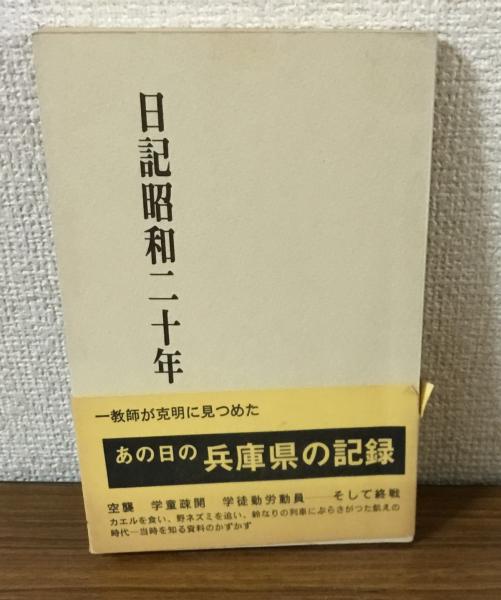 日記昭和二十年
一教師が克明に見つめた
あの日の兵庫県の記録
空襲 学童疎開 学徒動労動員──そして終戦
カエルを食い、野ネズミを追い、鈴なりの列車にぶらさがつた飢えの
時代─当時を知る資料のかずかず